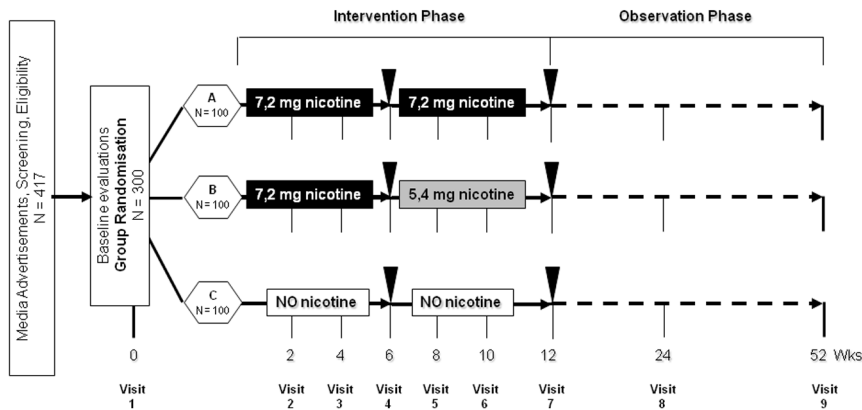 Intervention Phase
Observation Phase
Media Advertisements, Screening, Eligibility
N = 417
Baseline evaluations
Group Randomisation
N = 300
A
N = 100
7,2 mg nicotine
7,2 mg nicotine
B
N = 100
7,2 mg nicotine
5,4 mg nicotine
C
N = 100
NO nicotine
NO nicotine
0 2 4 6 8 10 12 24 52 Wks
Visit Visit Visit Visit Visit Visit Visit Visit Visit
1 2 3 4 5 6 7 8 9